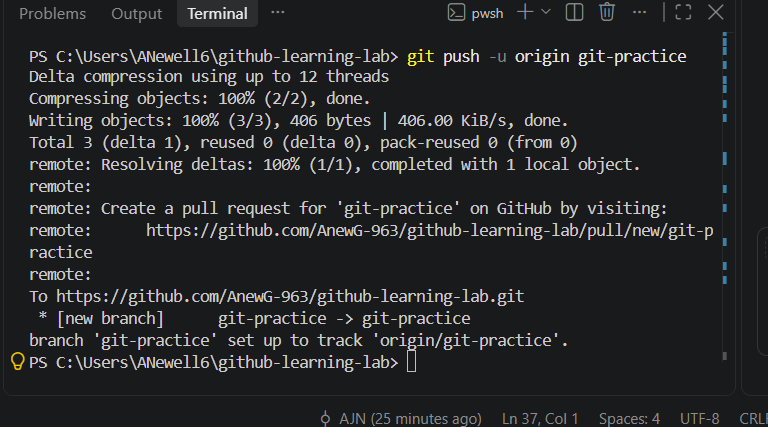 Problems Output Terminal ··· pwsh ···
PS C:\Users\ANewell6\github-learning-lab> git push -u origin git-practice
Delta compression using up to 12 threads
Compressing objects: 100% (2/2), done.
Writing objects: 100% (3/3), 406 bytes | 406.00 KiB/s, done.
Total 3 (delta 1), reused 0 (delta 0), pack-reused 0 (from 0)
remote: Resolving deltas: 100% (1/1), completed with 1 local object.
remote:
remote: Create a pull request for 'git-practice' on GitHub by visiting:
remote:      https://github.com/AnewG-963/github-learning-lab/pull/new/git-p
ractice
remote:
To https://github.com/AnewG-963/github-learning-lab.git
 * [new branch]      git-practice -> git-practice
branch 'git-practice' set up to track 'origin/git-practice'.
PS C:\Users\ANewell6\github-learning-lab>
AJN (25 minutes ago) Ln 37, Col 1 Spaces: 4 UTF-8 CRL